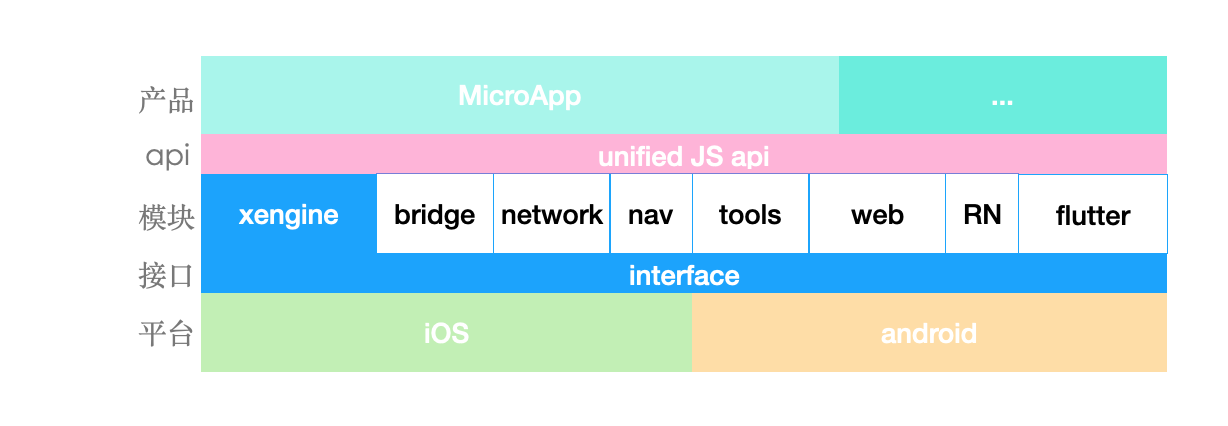 产品 MicroApp ...
api unified JS api
模块 xengine bridge network nav tools web RN flutter
接口 interface
平台 iOS android